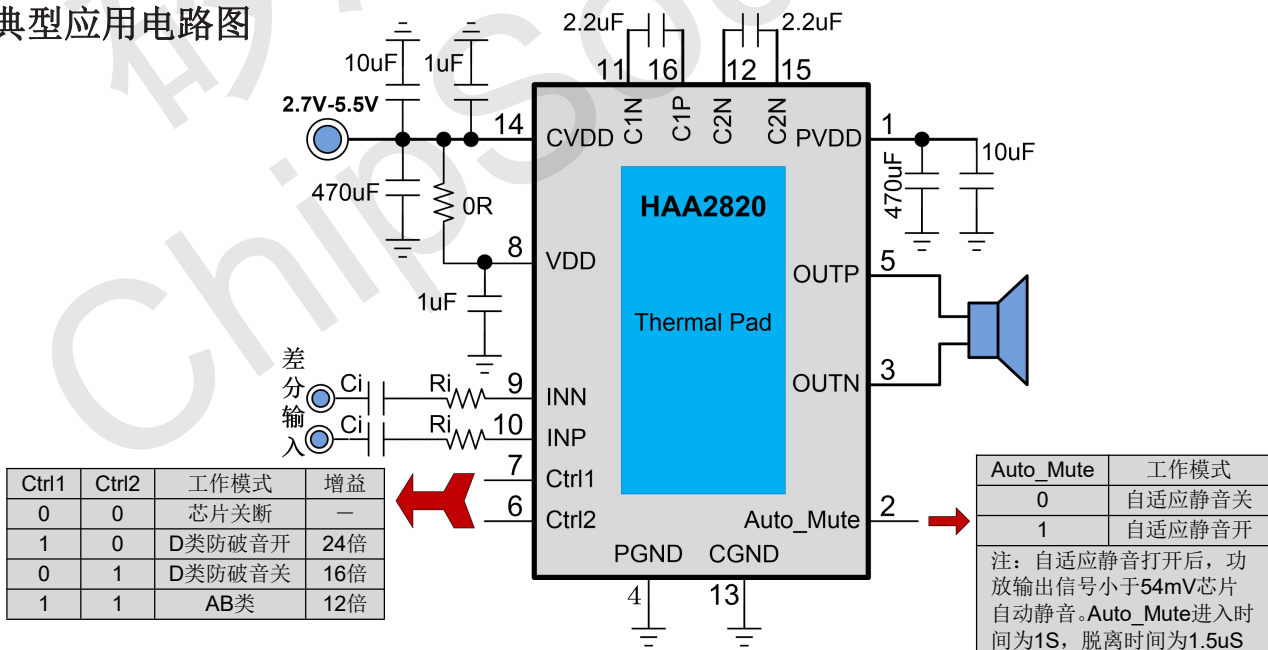 典型应用电路图
2.2uF
2.2uF
10uF
1uF
11
16
12
15
2.7V-5.5V
C1N
C1P
C2N
C2N
14
CVDD
PVDD
1
470uF
0R
470uF
10uF
HAA2820
8
VDD
OUTP
5
1uF
Thermal Pad
差分输入
Ci
Ri
9
INN
OUTN
3
Ci
Ri
10
INP
7
Ctrl1
6
Ctrl2
Auto_Mute
2
PGND
CGND
4
13
Ctrl1 Ctrl2 工作模式 增益
0 0 芯片关断 —
1 0 D类防破音开 24倍
0 1 D类防破音关 16倍
1 1 AB类 12倍
Auto_Mute 工作模式
0 自适应静音关
1 自适应静音开
注：自适应静音打开后，功
放输出信号小于54mV芯片
自动静音。Auto_Mute进入时
间为1S，脱离时间为1.5uS